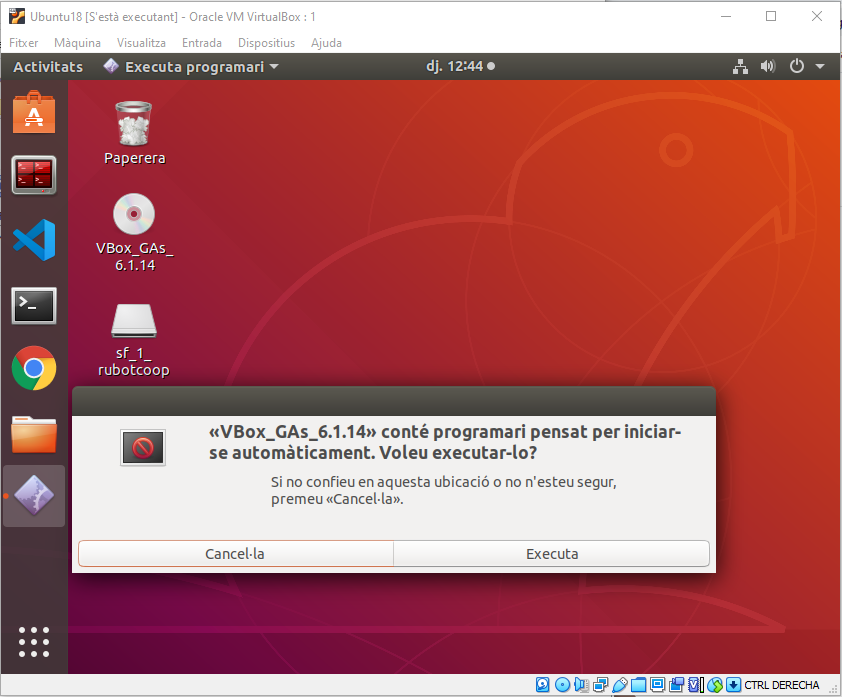 Ubuntu18 [S'està executant] - Oracle VM VirtualBox : 1
Fitxer Màquina Visualitza Entrada Dispositius Ajuda
Activitats Executa programari dj. 12:44
Paperera
VBox_GAs_
6.1.14
sf_1_
rubotcoop
«VBox_GAs_6.1.14» conté programari pensat per iniciar-
se automàticament. Voleu executar-lo?
Si no confieu en aquesta ubicació o no n'esteu segur,
premeu «Cancel·la».
Cancel·la Executa
CTRL DERECHA